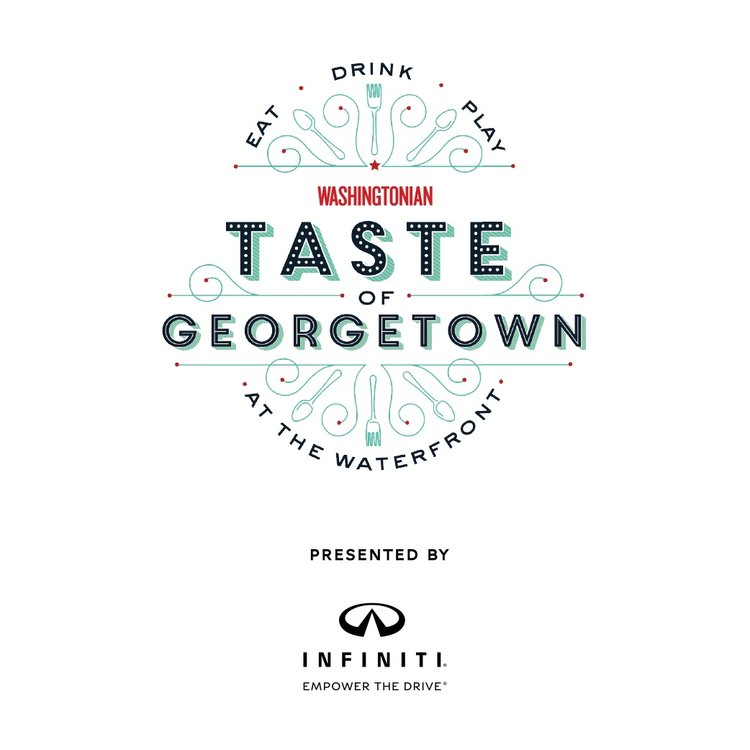 EAT DRINK PLAY
WASHINGTONIAN
TASTE
OF
GEORGETOWN
AT THE WATERFRONT
PRESENTED BY
INFINITI®
EMPOWER THE DRIVE®